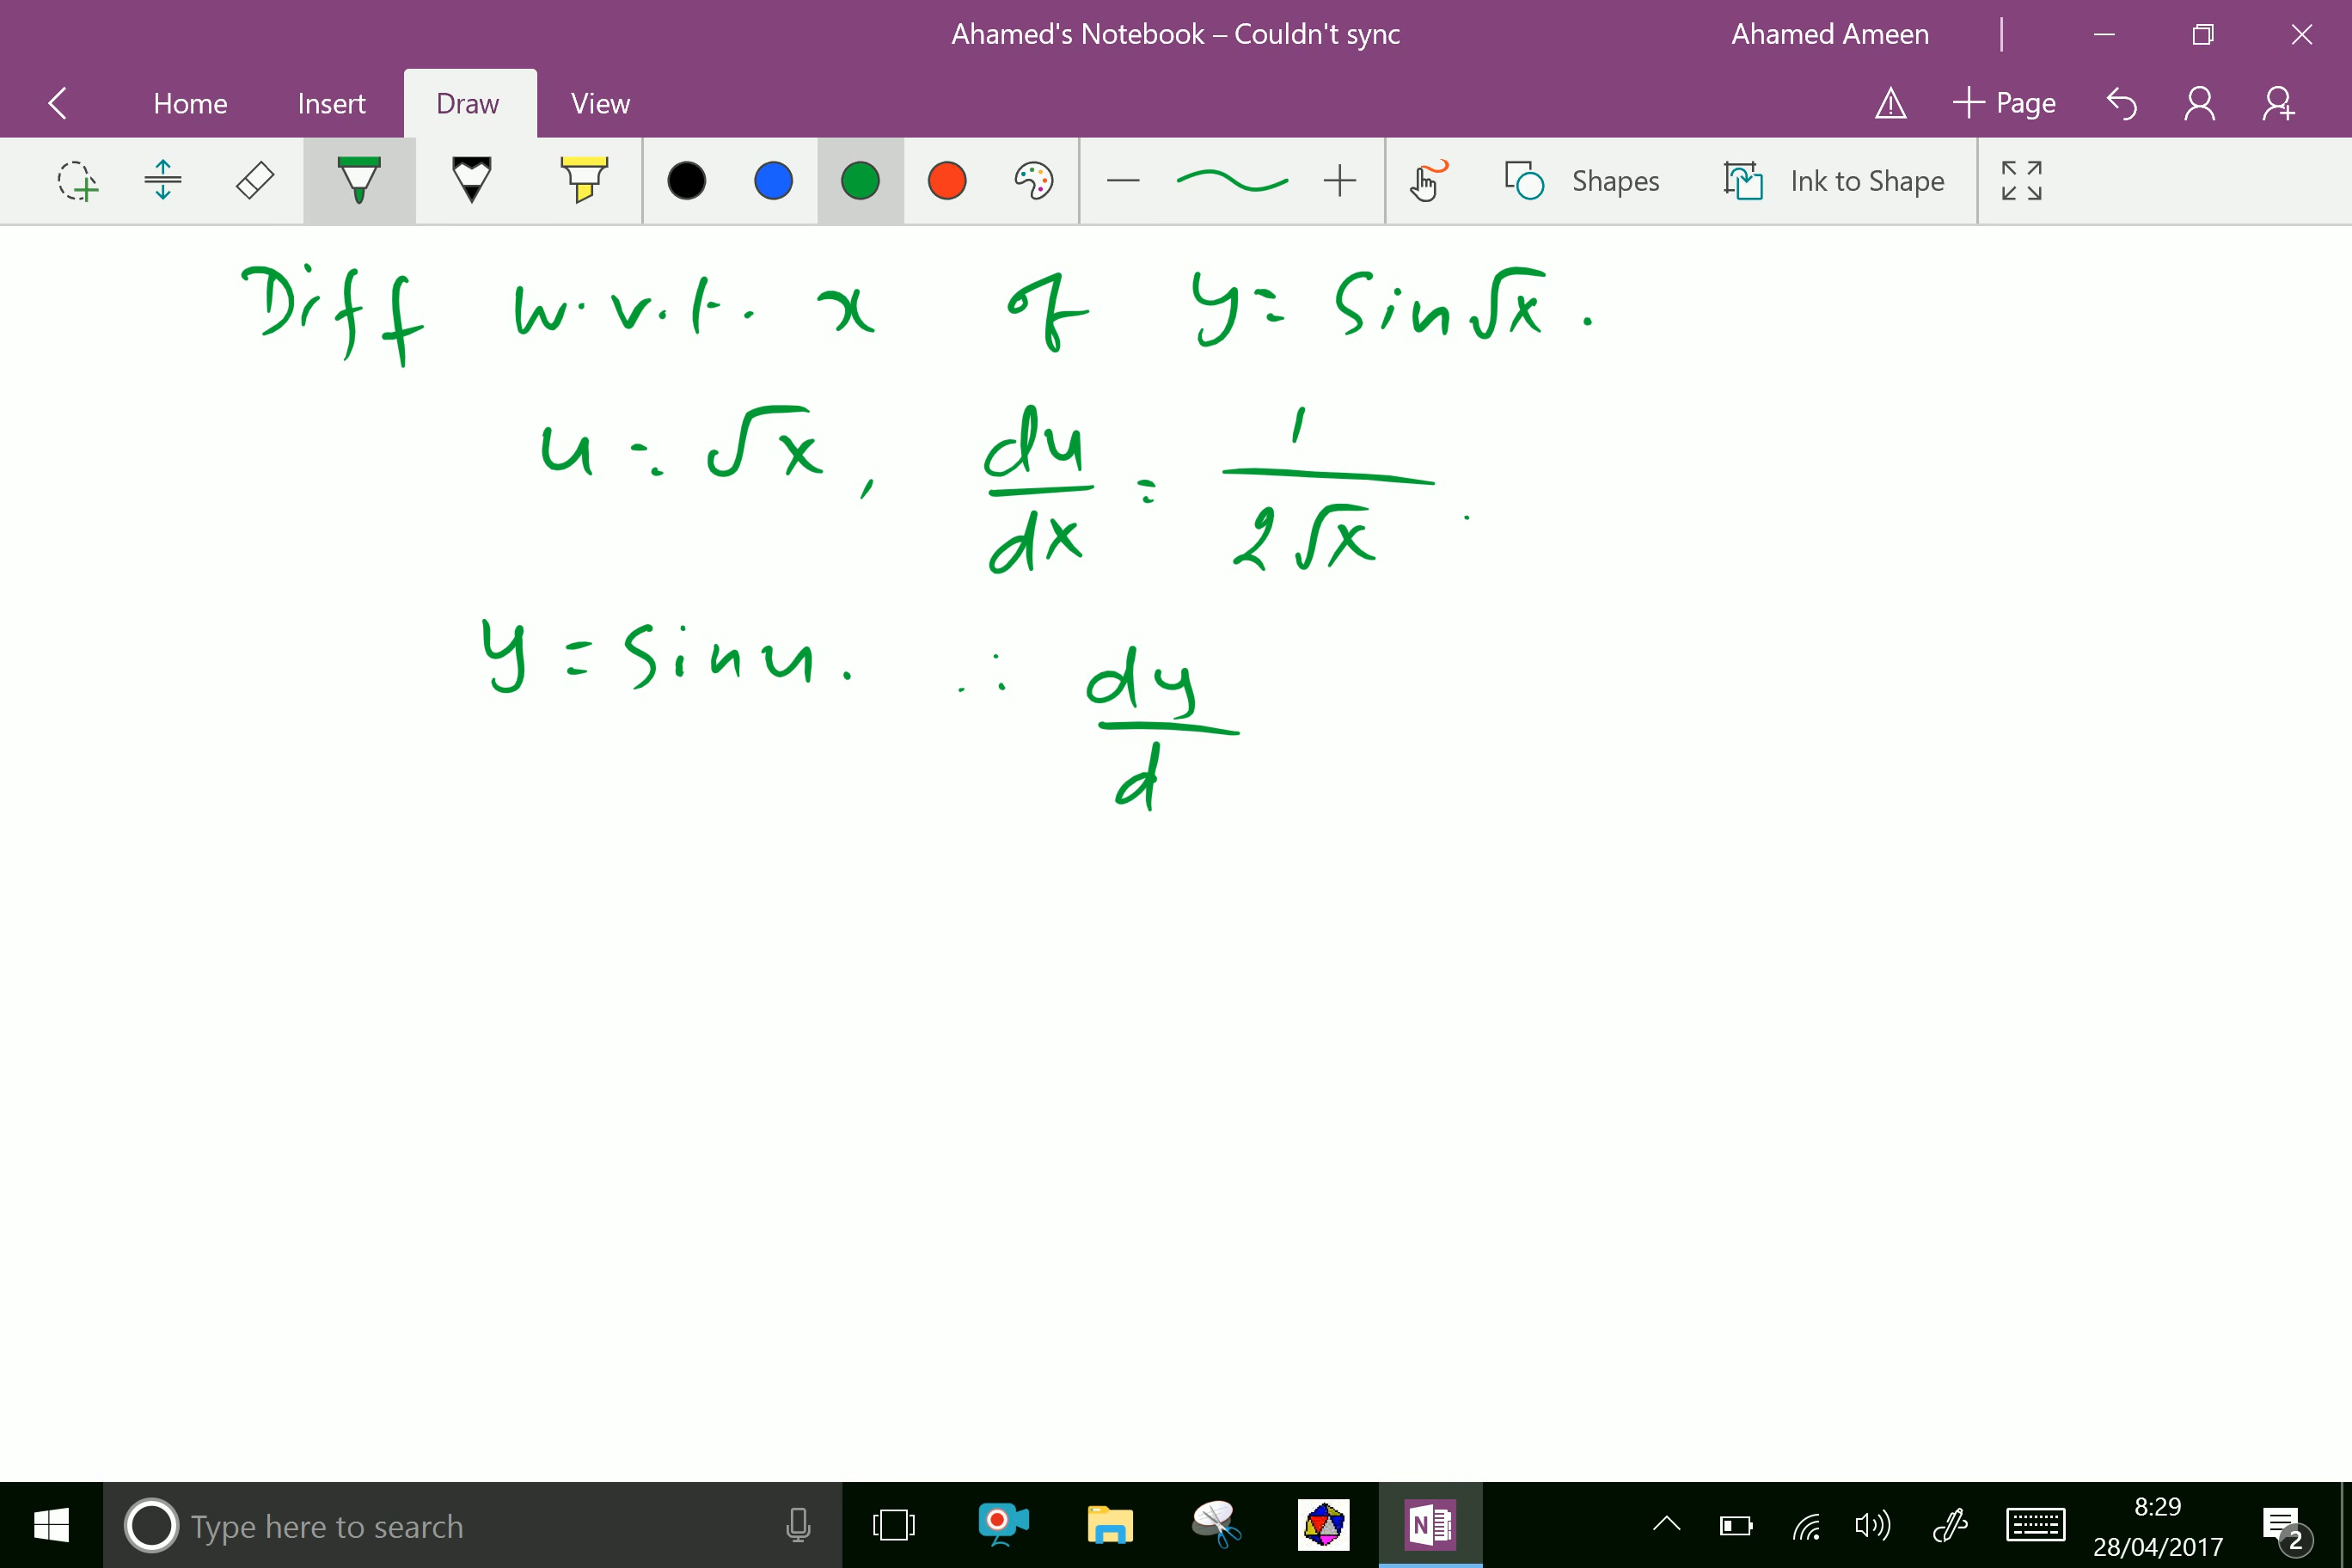 Ahamed's Notebook – Couldn't sync Ahamed Ameen
Home Insert Draw View Page
Shapes Ink to Shape
Diff w.r.t. x of y = sin√x .
u = √x , du/dx = 1/2√x .
y = sinu . ∴ dy/d
Type here to search
N
8:29
28/04/2017
2